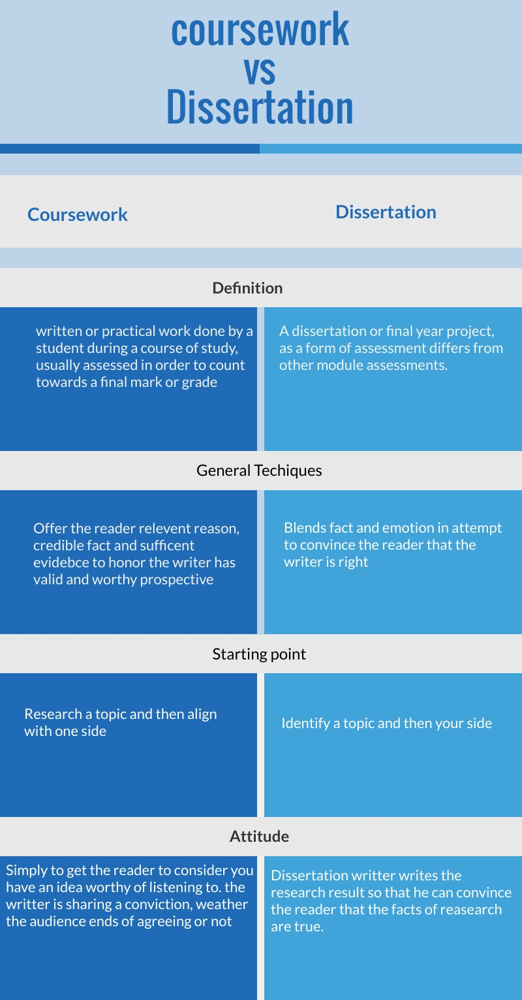 coursework
vs
Dissertation
Coursework
Dissertation
Definition
written or practical work done by a
student during a course of study,
usually assessed in order to count
towards a final mark or grade
A dissertation or final year project,
as a form of assessment differs from
other module assessments.
General Techiques
Offer the reader relevent reason,
credible fact and sufficent
evidebce to honor the writer has
valid and worthy prospective
Blends fact and emotion in attempt
to convince the reader that the
writer is right
Starting point
Research a topic and then align
with one side
Identify a topic and then your side
Attitude
Simply to get the reader to consider you
have an idea worthy of listening to. the
writter is sharing a conviction, weather
the audience ends of agreeing or not
Dissertation writter writes the
research result so that he can convince
the reader that the facts of reasearch
are true.